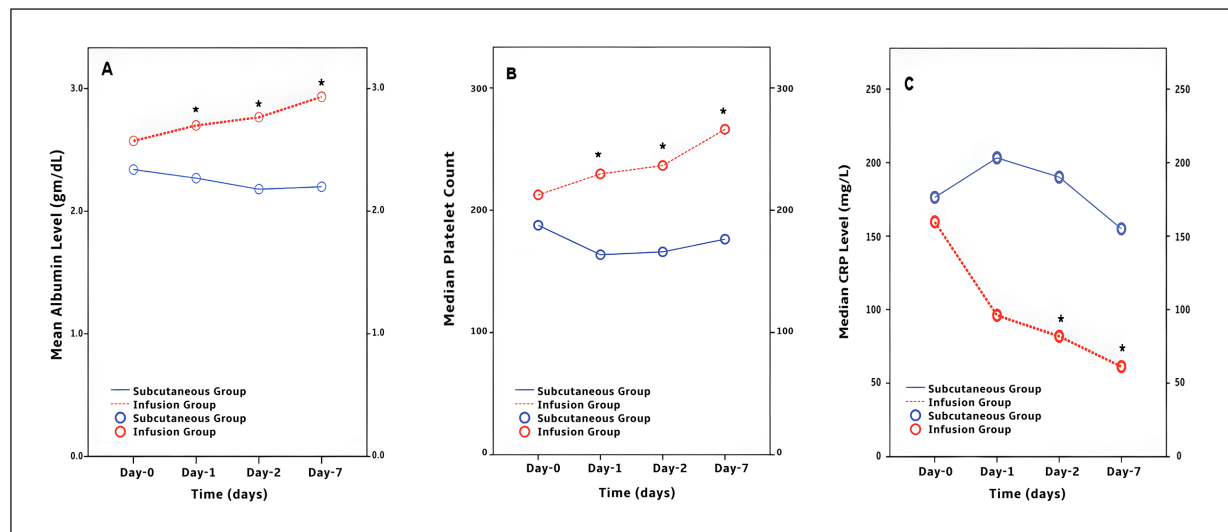 A
Mean Albumin Level (gm/dL)
3.0
2.0
1.0
0.0
3.0
2.0
1.0
0.0
*
*
*
Subcutaneous Group
Infusion Group
Subcutaneous Group
Infusion Group
Day-0 Day-1 Day-2 Day-7
Time (days)
B
Median Platelet Count
300
200
100
0
300
200
100
0
*
*
*
Subcutaneous Group
Infusion Group
Subcutaneous Group
Infusion Group
Day-0 Day-1 Day-2 Day-7
Time (days)
C
Median CRP Level (mg/L)
250
200
150
100
50
0
250
200
150
100
50
0
*
*
Subcutaneous Group
Infusion Group
Subcutaneous Group
Infusion Group
Day-0 Day-1 Day-2 Day-7
Time (days)